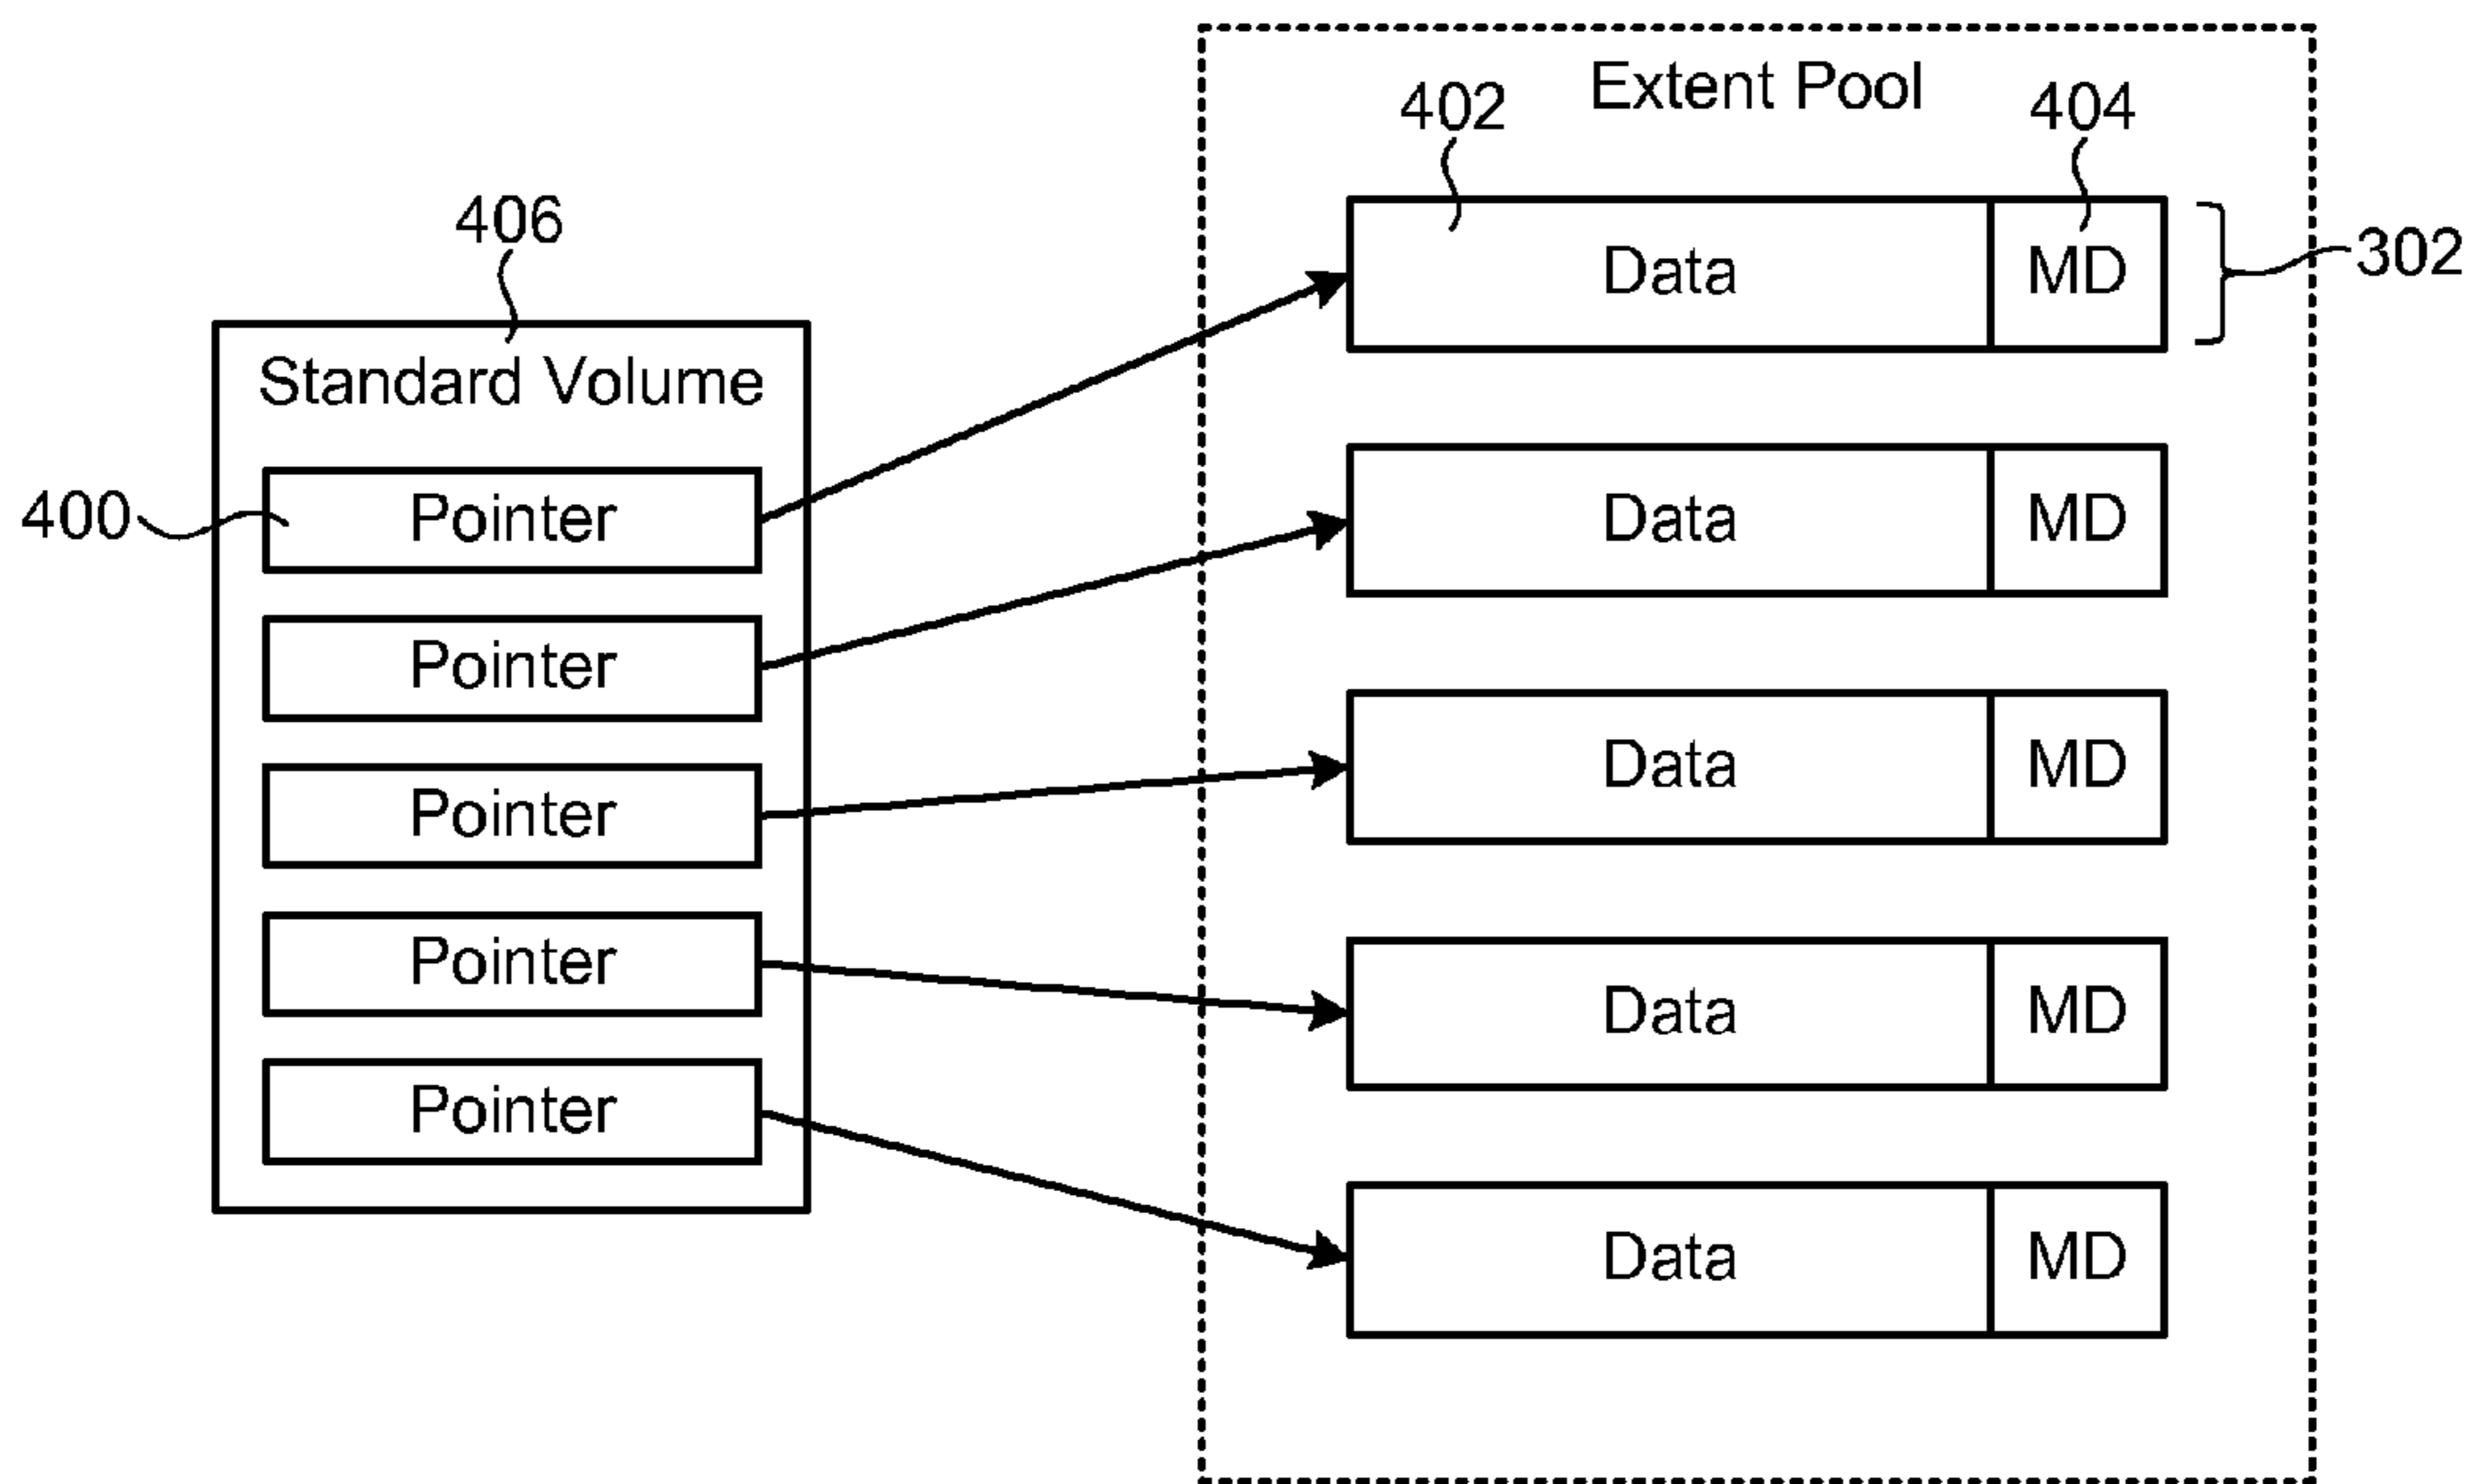 Extent Pool
402
404
406
Data
MD
302
Standard Volume
400
Pointer
Data
MD
Pointer
Data
MD
Pointer
Pointer
Data
MD
Pointer
Data
MD